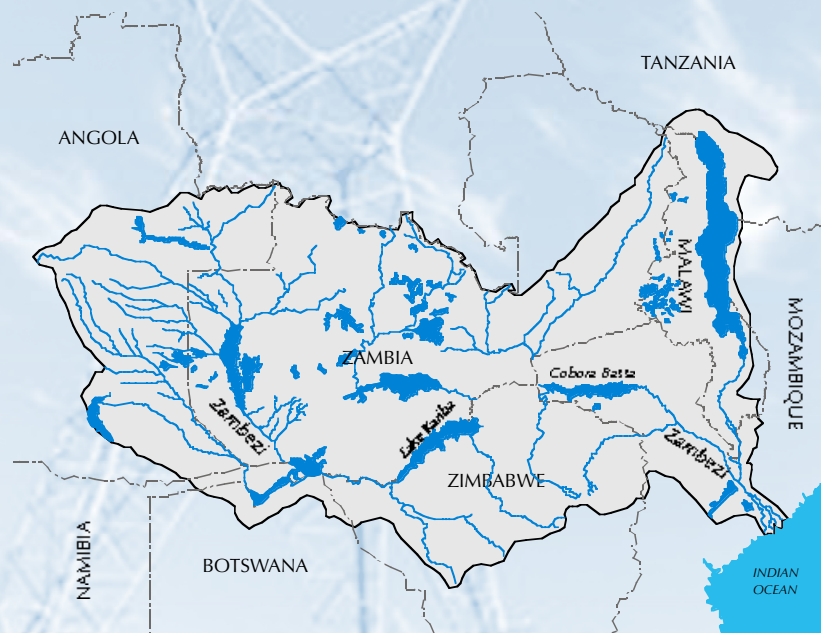 TANZANIA
ANGOLA
MALAWI
MOZAMBIQUE
ZAMBIA
Cobora Bassa
Zambezi
Lake Kariba
Zambezi
ZIMBABWE
NAMIBIA
BOTSWANA
INDIAN
OCEAN